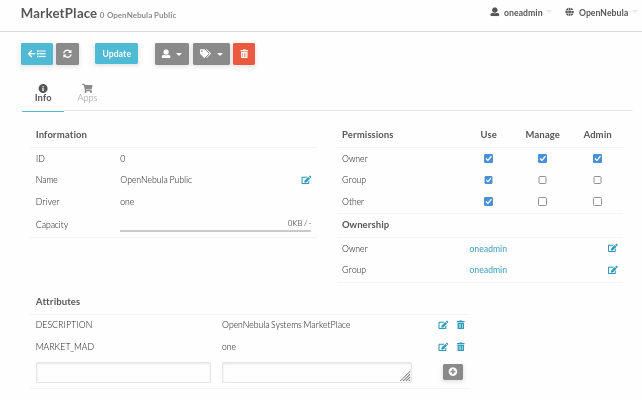 MarketPlace 0 OpenNebula Public
oneadmin OpenNebula
Update
Info Apps
Information
ID 0
Name OpenNebula Public
Driver one
Capacity 0KB / -
Permissions Use Manage Admin
Owner
Group
Other
Ownership
Owner oneadmin
Group oneadmin
Attributes
DESCRIPTION OpenNebula Systems MarketPlace
MARKET_MAD one